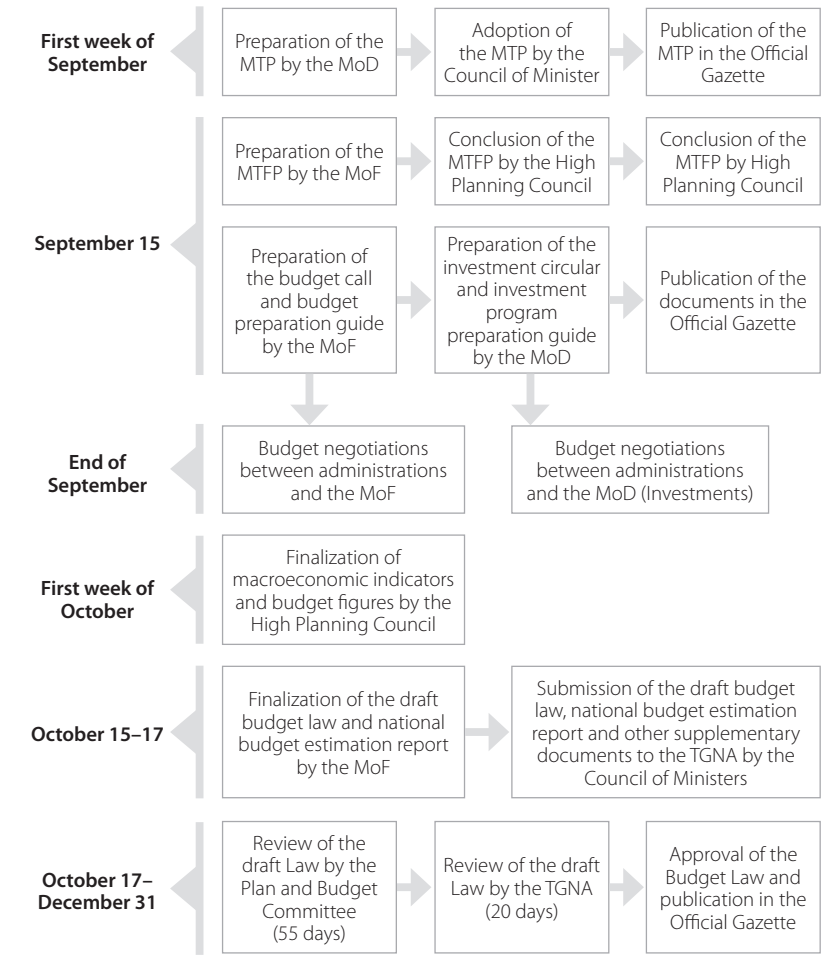 First week of
September
Preparation of the
MTP by the MoD
Adoption of
the MTP by the
Council of Minister
Publication of the
MTP in the Official
Gazette
September 15
Preparation of the
MTFP by the MoF
Conclusion of the
MTFP by the High
Planning Council
Conclusion of the
MTFP by High
Planning Council
Preparation of
the budget call
and budget
preparation guide
by the MoF
Preparation of the
investment circular
and investment
program
preparation guide
by the MoD
Publication of the
documents in the
Official Gazette
End of
September
Budget negotiations
between administrations
and the MoF
Budget negotiations
between administrations
and the MoD (Investments)
First week of
October
Finalization of
macroeconomic indicators
and budget figures by the
High Planning Council
October 15–17
Finalization of the draft
budget law and national
budget estimation report
by the MoF
Submission of the draft budget
law, national budget estimation
report and other supplementary
documents to the TGNA by the
Council of Ministers
October 17–
December 31
Review of the
draft Law by the
Plan and Budget
Committee
(55 days)
Review of the draft
Law by the TGNA
(20 days)
Approval of the
Budget Law and
publication in the
Official Gazette